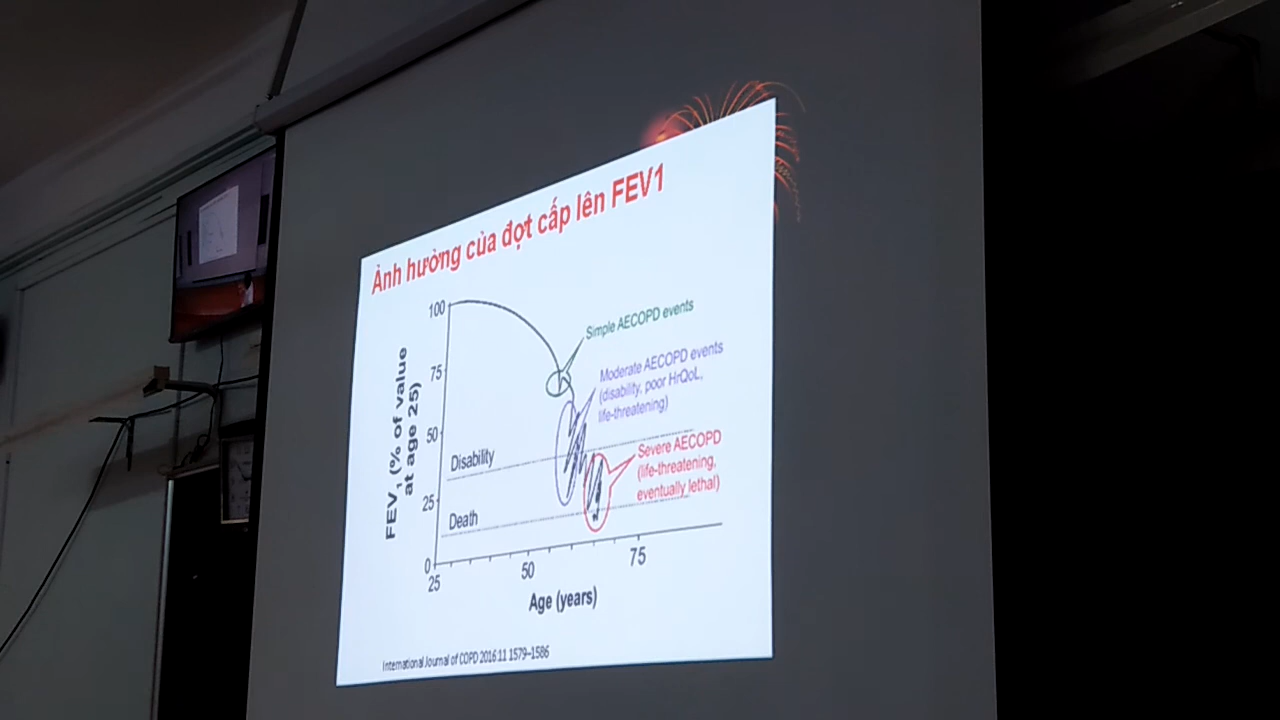 Ảnh hưởng của đợt cấp lên FEV1
100
75
50
25
0
FEV1 (% of value
at age 25)
Simple AECOPD events
Moderate AECOPD events
(disability, poor HrQoL,
life-threatening)
Disability
Severe AECOPD
(life-threatening,
eventually lethal)
Death
25
50
75
Age (years)
International Journal of COPD 2016:11 1579–1586